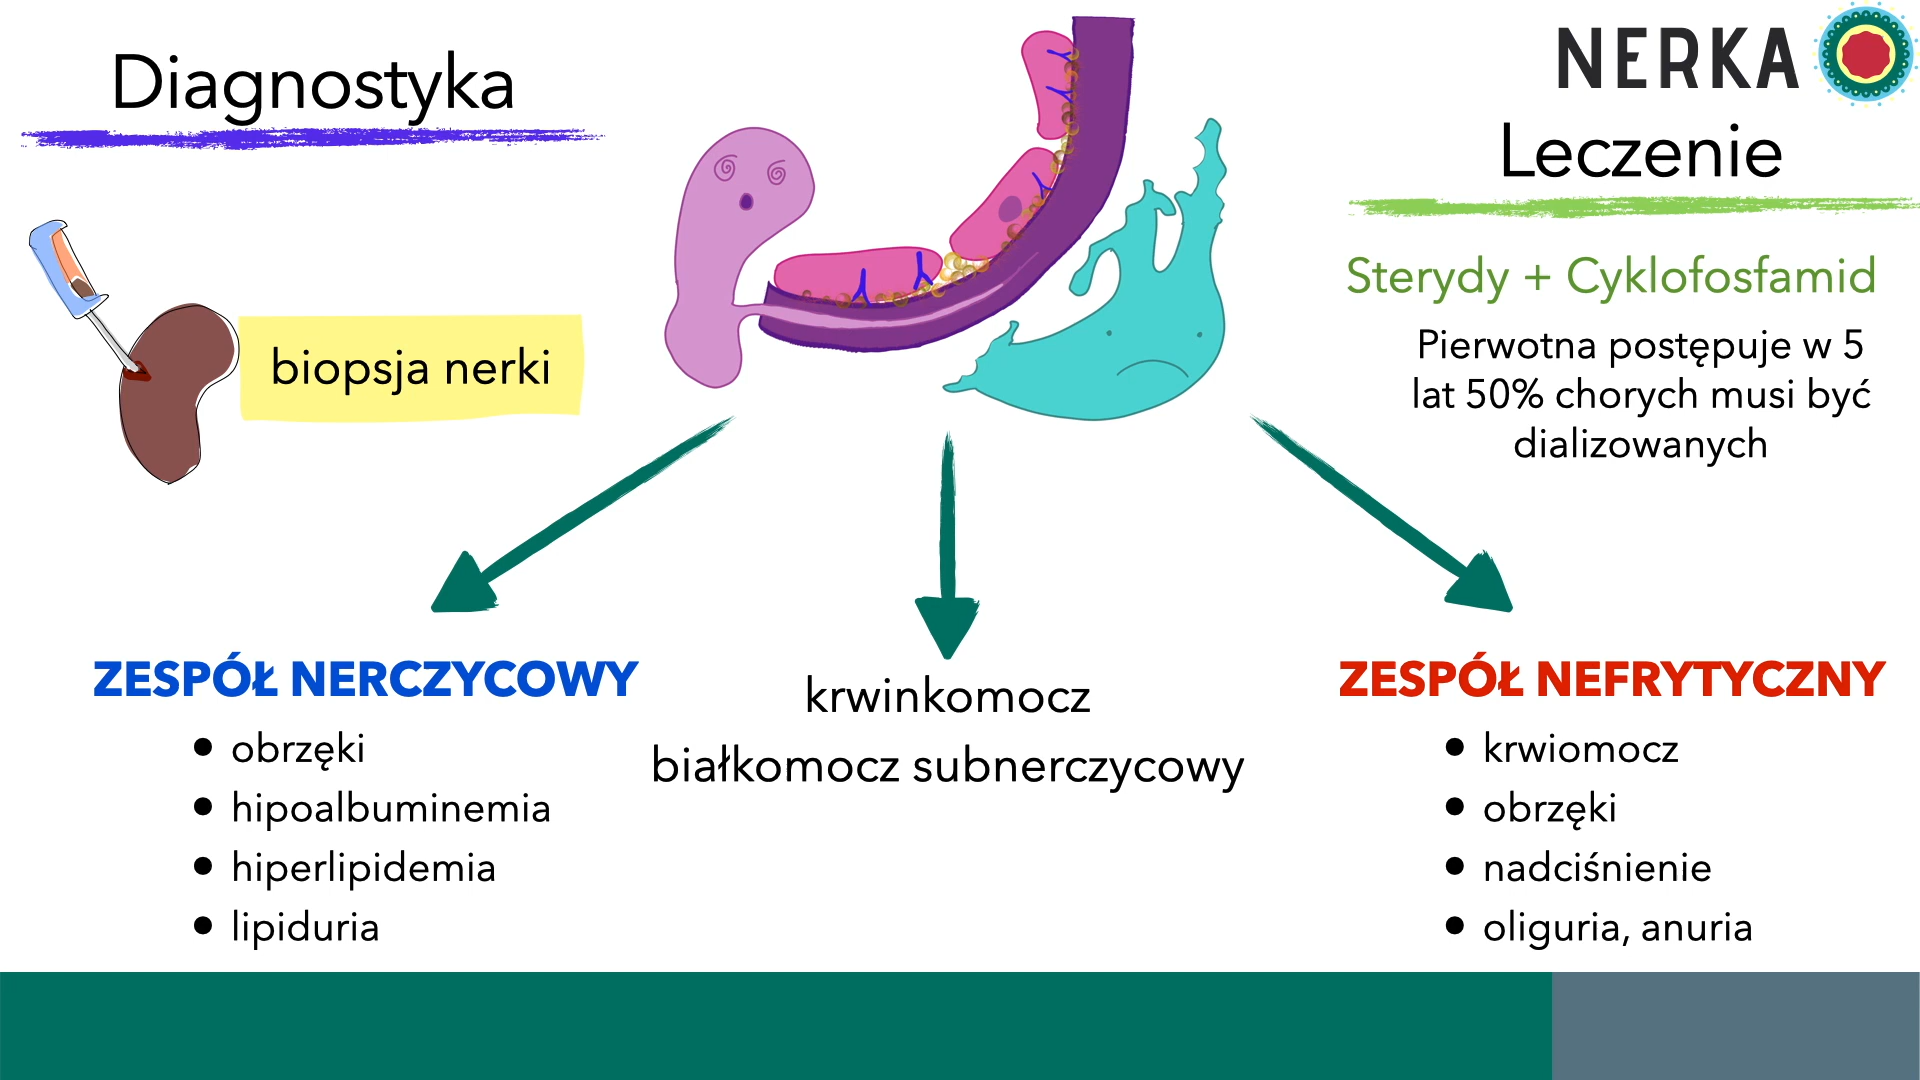 Diagnostyka
biopsja nerki
NERKA
Leczenie
Sterydy + Cyklofosfamid
Pierwotna postępuje w 5
lat 50% chorych musi być
dializowanych
ZESPÓŁ NERCZYCOWY
• obrzęki
• hipoalbuminemia
• hiperlipidemia
• lipiduria
krwinkomocz
białkomocz subnerczycowy
ZESPÓŁ NEFRYTYCZNY
• krwiomocz
• obrzęki
• nadciśnienie
• oliguria, anuria